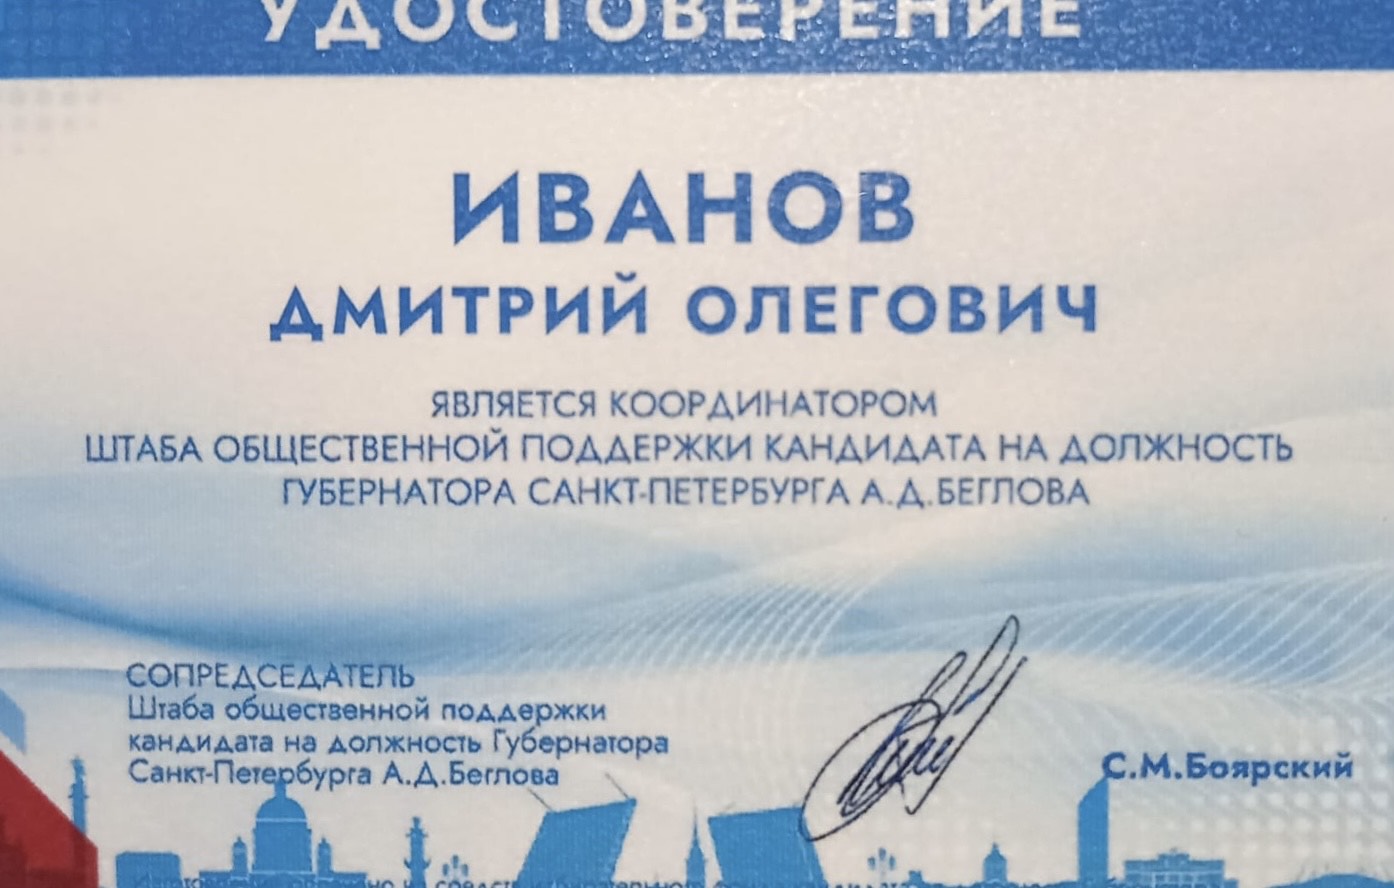 УДОСТОВЕРЕНИЕ
ИВАНОВ
ДМИТРИЙ ОЛЕГОВИЧ
ЯВЛЯЕТСЯ КООРДИНАТОРОМ
ШТАБА ОБЩЕСТВЕННОЙ ПОДДЕРЖКИ КАНДИДАТА НА ДОЛЖНОСТЬ
ГУБЕРНАТОРА САНКТ-ПЕТЕРБУРГА А.Д.БЕГЛОВА
СОПРЕДСЕДАТЕЛЬ
Штаба общественной поддержки
кандидата на должность Губернатора
Санкт-Петербурга А.Д.Беглова
С.М.Боярский